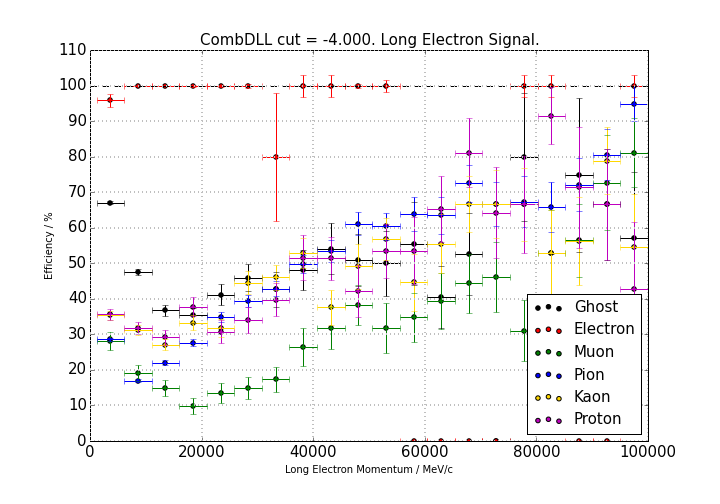 CombDLL cut = -4.000. Long Electron Signal.
110
100
90
80
70
60
50
40
30
20
10
0
Efficiency / %
Ghost
Electron
Muon
Pion
Kaon
Proton
0 20000 40000 60000 80000 100000
Long Electron Momentum / MeV/c